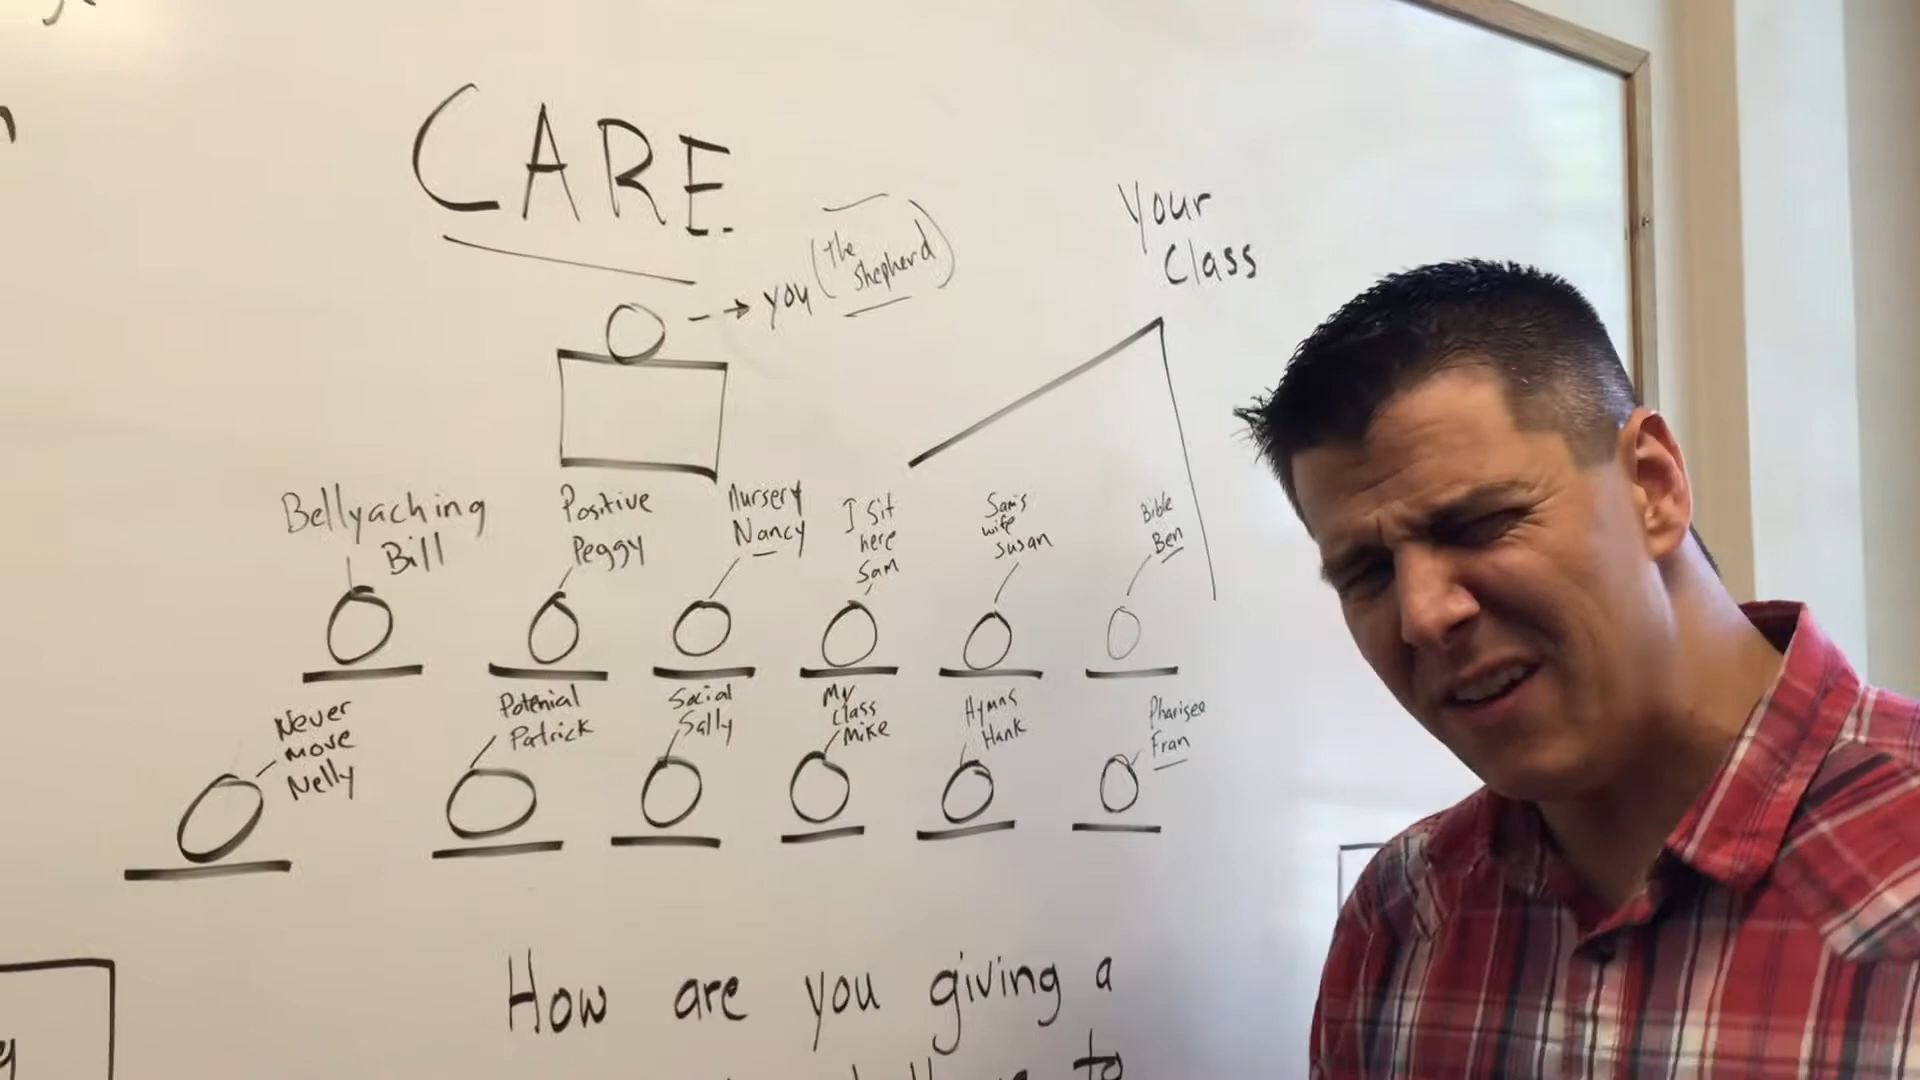 CARE
you (the
shepherd)
Your
Class
Bellyaching
Bill
Positive
Peggy
Nursery
Nancy
I sit
here
Sam
Sam's
wife
Susan
Bible
Ben
Never
move
Nelly
Potenial
Patrick
Social
Sally
My
class
Mike
Hymns
Hank
Pharisee
Fran
How are you giving a
to